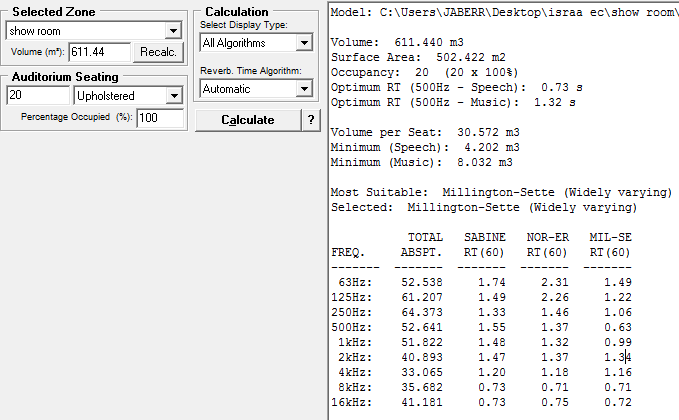 Selected Zone
show room
Volume (m³): 611.44 Recalc.
Auditorium Seating
20 Upholstered
Percentage Occupied (%): 100
Calculation
Select Display Type:
All Algorithms
Reverb. Time Algorithm:
Automatic
Calculate ?
Model: C:\Users\JABERR\Desktop\israa ec\show room\
Volume: 611.440 m3
Surface Area: 502.422 m2
Occupancy: 20 (20 x 100%)
Optimum RT (500Hz - Speech): 0.73 s
Optimum RT (500Hz - Music): 1.32 s
Volume per Seat: 30.572 m3
Minimum (Speech): 4.202 m3
Minimum (Music): 8.032 m3
Most Suitable: Millington-Sette (Widely varying)
Selected: Millington-Sette (Widely varying)
TOTAL SABINE NOR-ER MIL-SE
FREQ. ABSPT. RT(60) RT(60) RT(60)
------- ------- ------- ------- -------
63Hz: 52.538 1.74 2.31 1.49
125Hz: 61.207 1.49 2.26 1.22
250Hz: 64.373 1.33 1.46 1.06
500Hz: 52.641 1.55 1.37 0.63
1kHz: 51.822 1.48 1.32 0.99
2kHz: 40.893 1.47 1.37 1.34
4kHz: 33.065 1.20 1.18 1.16
8kHz: 35.682 0.73 0.71 0.71
16kHz: 41.181 0.73 0.75 0.72